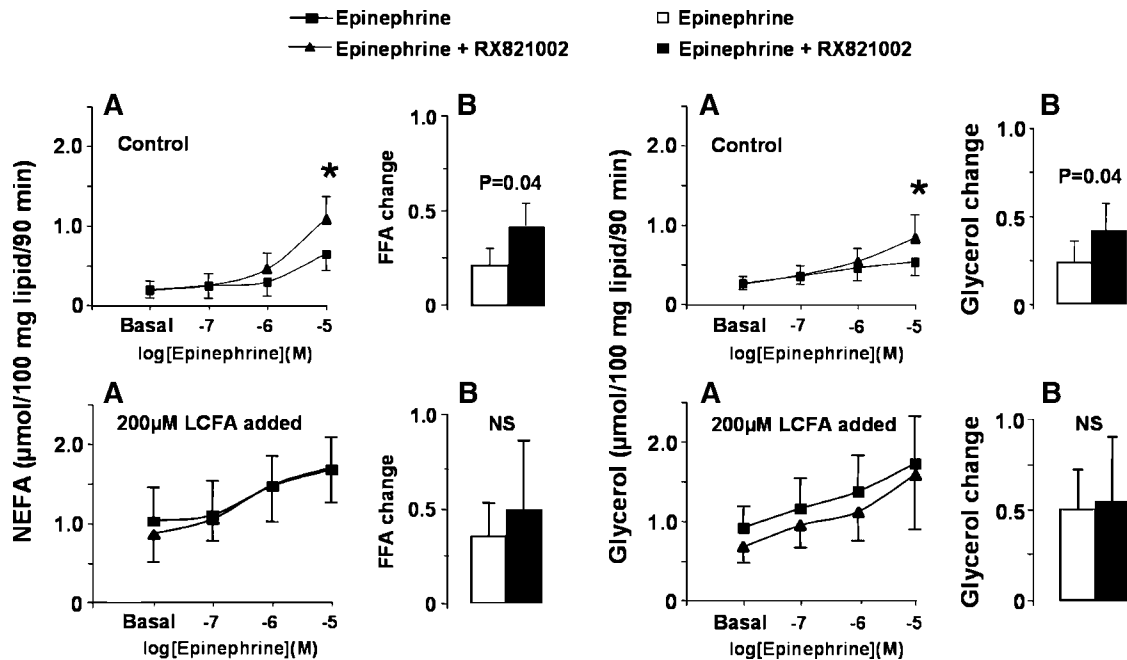 Epinephrine
Epinephrine + RX821002
Epinephrine
Epinephrine + RX821002
NEFA (µmol/100 mg lipid/90 min)
A
Control
2.0
1.0
0
*
Basal -7 -6 -5
log[Epinephrine](M)
B
FFA change
1.0
0.5
0
P=0.04
A
200µM LCFA added
2.0
1.0
0
Basal -7 -6 -5
log[Epinephrine](M)
B
FFA change
1.0
0.5
0
NS
Glycerol (µmol/100 mg lipid/90 min)
A
Control
2.0
1.0
0
*
Basal -7 -6 -5
log[Epinephrine](M)
B
Glycerol change
1.0
0.5
0
P=0.04
A
200µM LCFA added
2.0
1.0
0
Basal -7 -6 -5
log[Epinephrine](M)
B
Glycerol change
1.0
0.5
0
NS